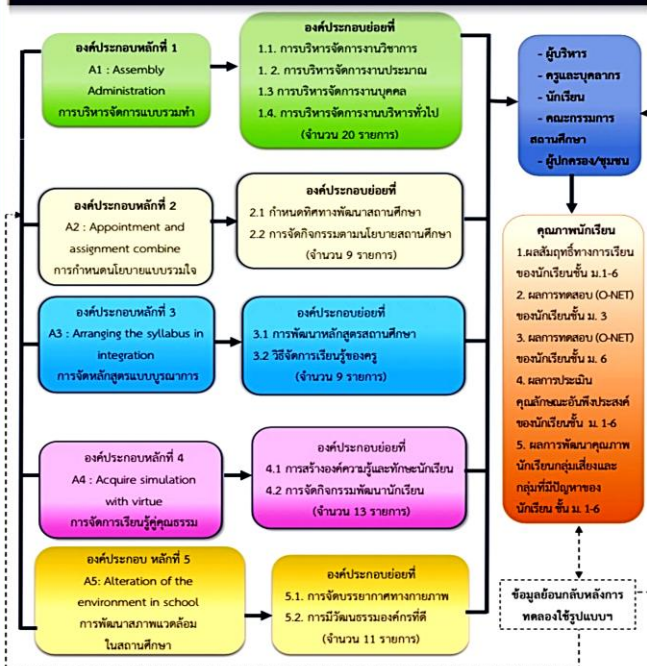 องค์ประกอบหลักที่ 1
A1 : Assembly
Administration
การบริหารจัดการแบบรวมทำ
องค์ประกอบย่อยที่
1.1. การบริหารจัดการงานวิชาการ
1. 2. การบริหารจัดการงานประมาณ
1.3 การบริหารจัดการงานบุคคล
1.4. การบริหารจัดการงานบริหารทั่วไป
(จำนวน 20 รายการ)
องค์ประกอบหลักที่ 2
A2 : Appointment and
assignment combine
การกำหนดนโยบายแบบรวมใจ
องค์ประกอบย่อยที่
2.1 กำหนดทิศทางพัฒนาสถานศึกษา
2.2 การจัดกิจกรรมตามนโยบายสถานศึกษา
(จำนวน 9 รายการ)
องค์ประกอบหลักที่ 3
A3 : Arranging the syllabus in
integration
การจัดหลักสูตรแบบบูรณาการ
องค์ประกอบย่อยที่
3.1 การพัฒนาหลักสูตรสถานศึกษา
3.2 วิธีจัดการเรียนรู้ของครู
(จำนวน 9 รายการ)
องค์ประกอบหลักที่ 4
A4 : Acquire simulation
with virtue
การจัดการเรียนรู้คู่คุณธรรม
องค์ประกอบย่อยที่
4.1 การสร้างองค์ความรู้และทักษะนักเรียน
4.2 การจัดกิจกรรมพัฒนานักเรียน
(จำนวน 13 รายการ)
องค์ประกอบ หลักที่ 5
A5: Alteration of the
environment in school
การพัฒนาสภาพแวดล้อม
ในสถานศึกษา
องค์ประกอบย่อยที่
5.1. การจัดบรรยากาศทางกายภาพ
5.2. การมีวัฒนธรรมองค์กรที่ดี
(จำนวน 11 รายการ)
- ผู้บริหาร
- ครูและบุคลากร
- นักเรียน
- คณะกรรมการ
สถานศึกษา
- ผู้ปกครอง/ชุมชน
คุณภาพนักเรียน
1.ผลสัมฤทธิ์ทางการเรียน
ของนักเรียนชั้น ม.1-6
2. ผลการทดสอบ (O-NET)
ของนักเรียนชั้น ม. 3
3. ผลการทดสอบ (O-NET)
ของนักเรียนชั้น ม. 6
4. ผลการประเมิน
คุณลักษณะอันพึงประสงค์
ของนักเรียนชั้น ม. 1-6
5. ผลการพัฒนาคุณภาพ
นักเรียนกลุ่มเสี่ยงและ
กลุ่มที่มีปัญหาของ
นักเรียน ชั้น ม. 1-6
ข้อมูลย้อนกลับหลังการ
ทดลองใช้รูปแบบฯ